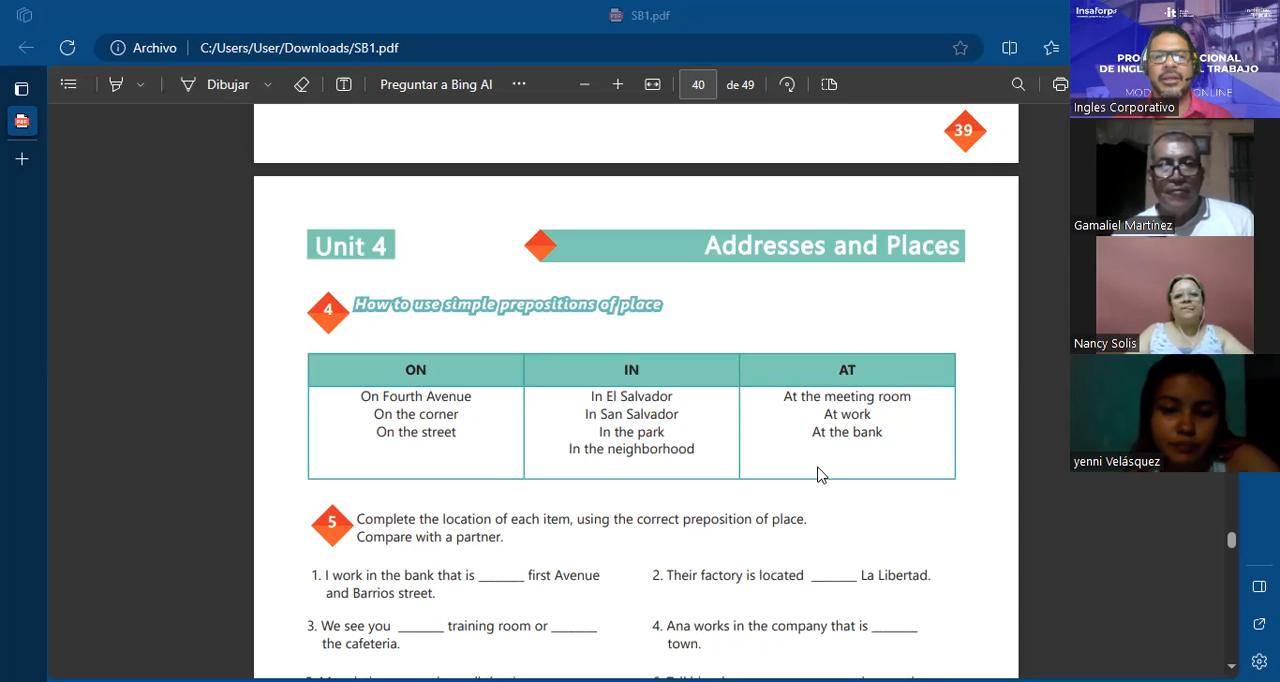 SB1.pdf
Archivo C:/Users/User/Downloads/SB1.pdf
Dibujar
Preguntar a Bing AI
40 de 49
39
Unit 4
Addresses and Places
4 How to use simple prepositions of place
ON IN AT
On Fourth Avenue In El Salvador At the meeting room
On the corner In San Salvador At work
On the street In the park At the bank
In the neighborhood
5 Complete the location of each item, using the correct preposition of place.
Compare with a partner.
1. I work in the bank that is _______ first Avenue
and Barrios street.
2. Their factory is located _______ La Libertad.
3. We see you _______ training room or _______
the cafeteria.
4. Ana works in the company that is _______
town.
Insaforp
it
DE INGL TRABAJO
Ingles Corporativo
Gamaliel Martínez
Nancy Solis
yenni Velásquez